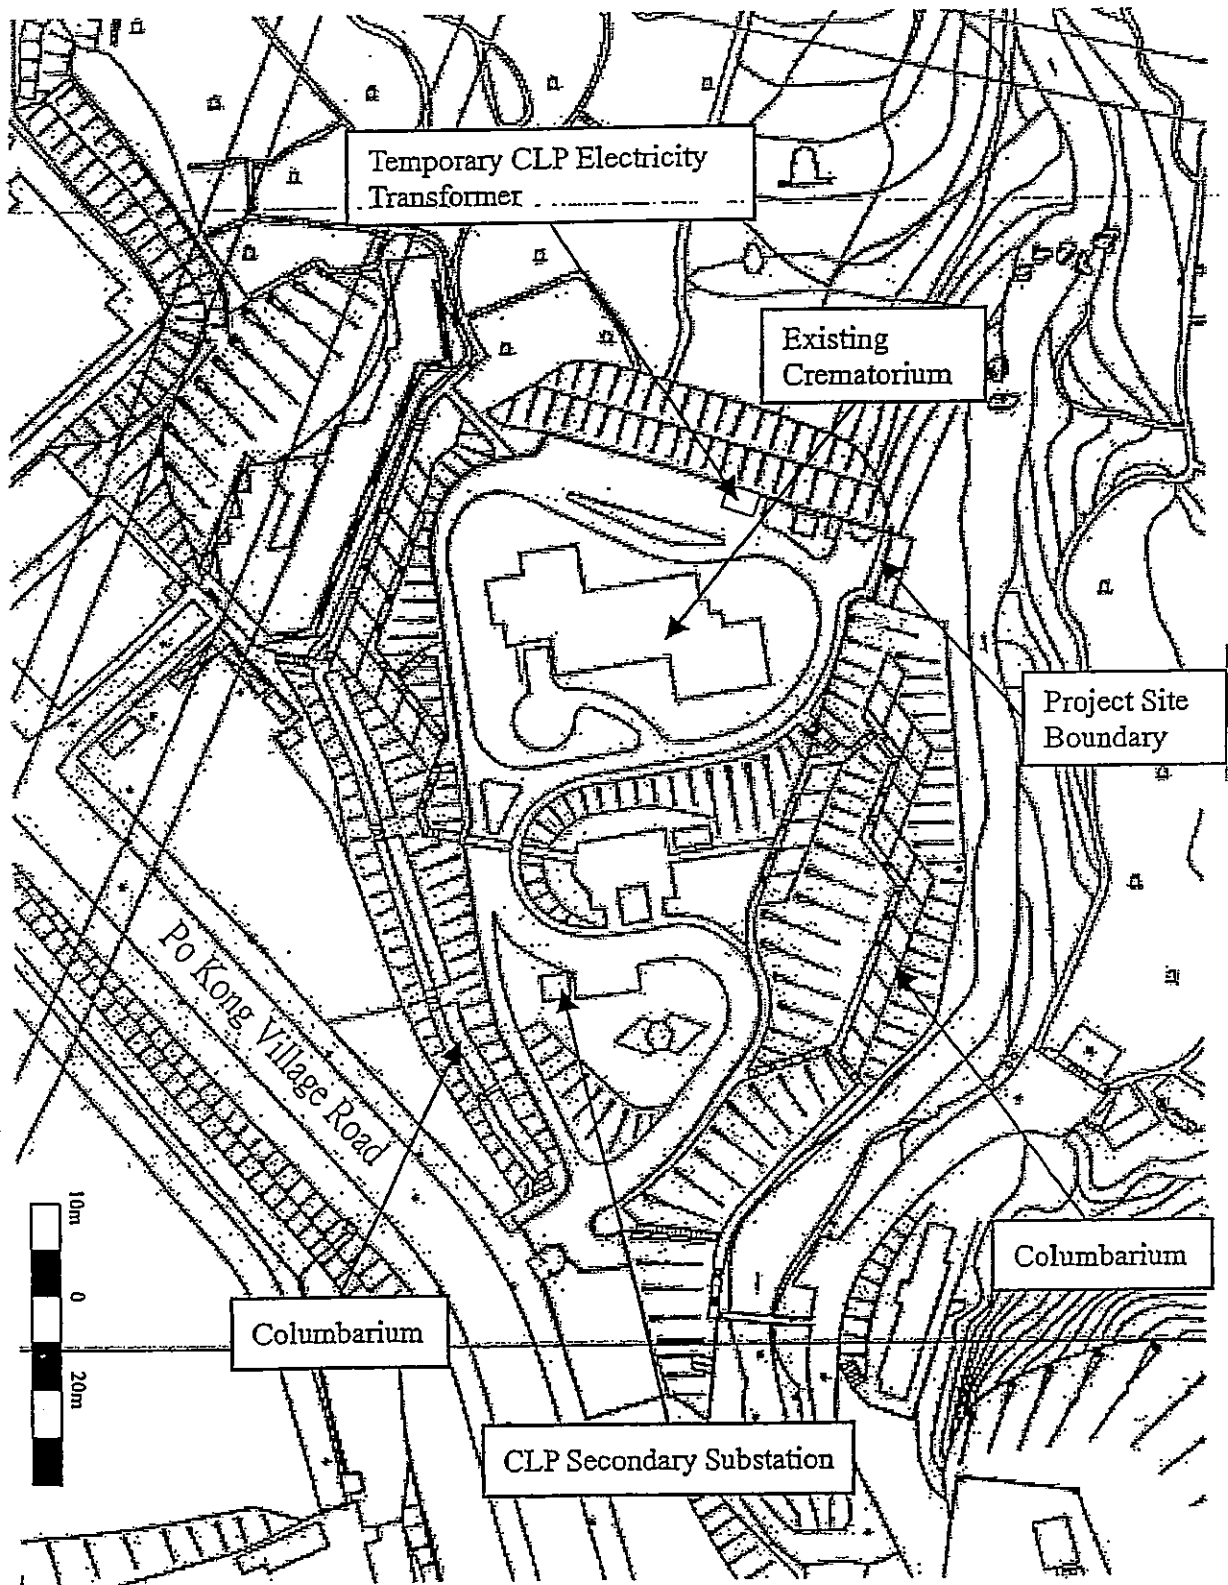 Temporary CLP Electricity
Transformer
Existing
Crematorium
Project Site
Boundary
Po Kong Village Road
10m
0
20m
Columbarium
Columbarium
CLP Secondary Substation